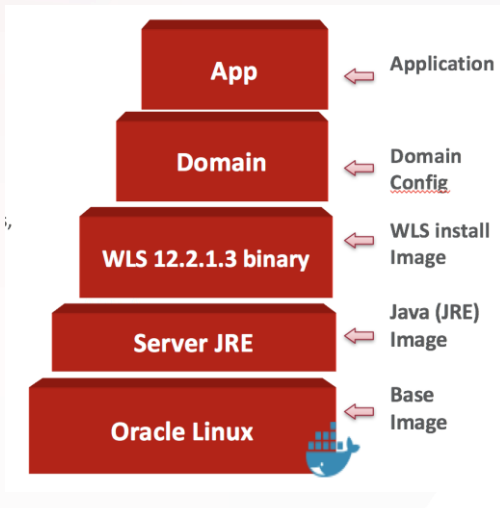 App
Application
Domain
Domain
Config
s,
WLS 12.2.1.3 binary
WLS install
Image
Server JRE
Java (JRE)
Image
Oracle Linux
Base
Image